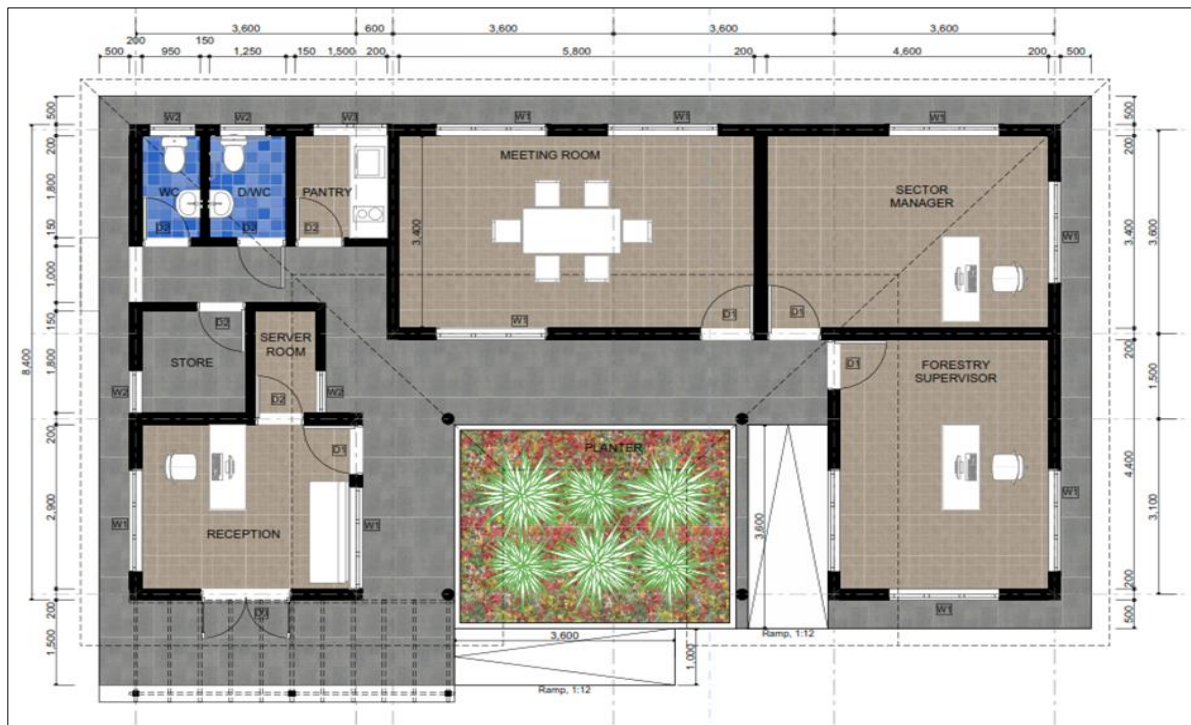 200 3,600 600 3,600 3,600 3,600
500 950 150 1,250 150 1,500 200 5,800 200 4,600 200 500
W2 W2 W3 W1 W1 W1
MEETING ROOM
WC D/WC PANTRY
SECTOR
MANAGER
D2 D2 D2
3,400
W1
W1
D1 D1
D2
SERVER
ROOM
STORE
D2
W2 W2
D1
FORESTRY
SUPERVISOR
D1
PLANTER
RECEPTION
W1 W1
W1 W1
3,600
W1
Ramp, 1:12
3,600
1,000
Ramp, 1:12
500
200
1,800
150
1,000
150
1,800
200
2,900
200
1,500
8,400
500
200
3,400
200
4,400
200
500
3,600
1,500
3,100